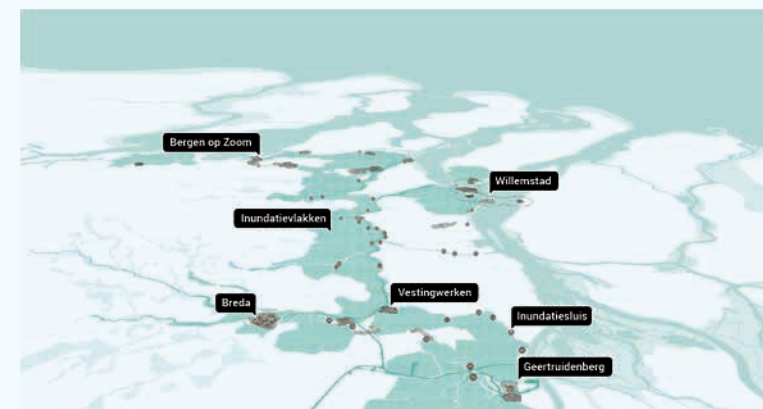 Bergen op Zoom
Willemstad
Inundatievlakken
Vestingwerken
Breda
Inundatiesluis
Geertruidenberg